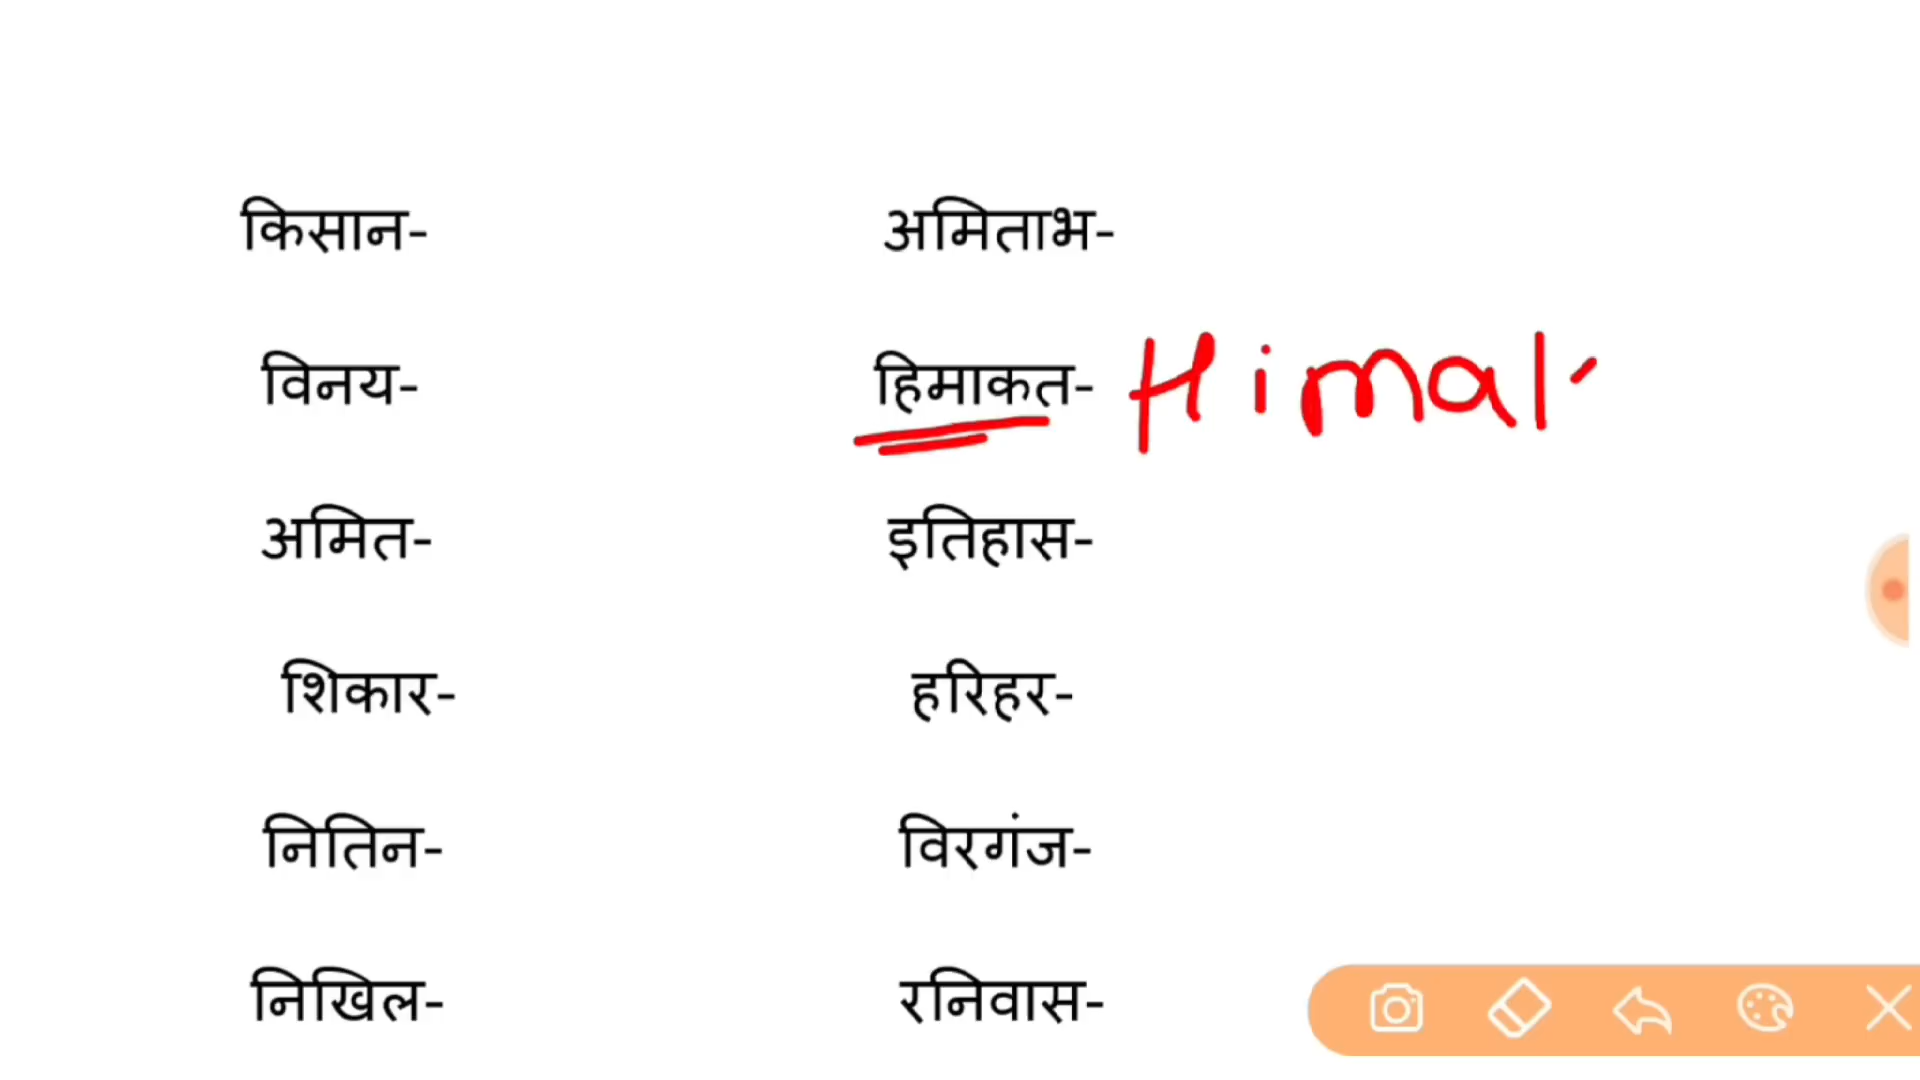 किसान- अमिताभ-
विनय- हिमाकत- Himal
अमित- इतिहास-
शिकार- हरिहर-
नितिन- विरगंज-
निखिल- रनिवास-